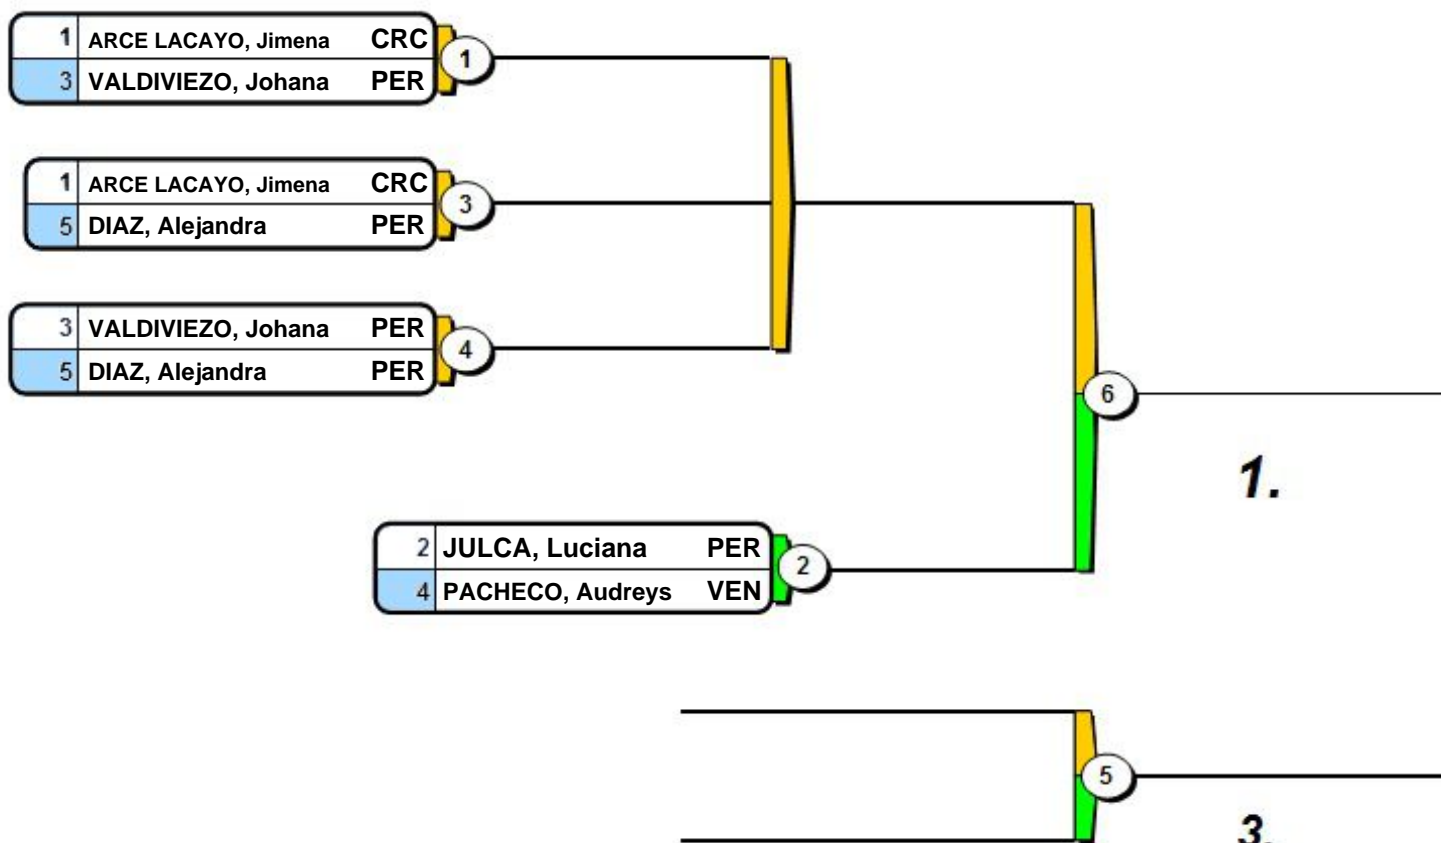 1 ARCE LACAYO, Jimena CRC
1
3 VALDIVIEZO, Johana PER
1 ARCE LACAYO, Jimena CRC
3
5 DIAZ, Alejandra PER
3 VALDIVIEZO, Johana PER
4
5 DIAZ, Alejandra PER
6
1.
2 JULCA, Luciana PER
2
4 PACHECO, Audreys VEN
5
3.